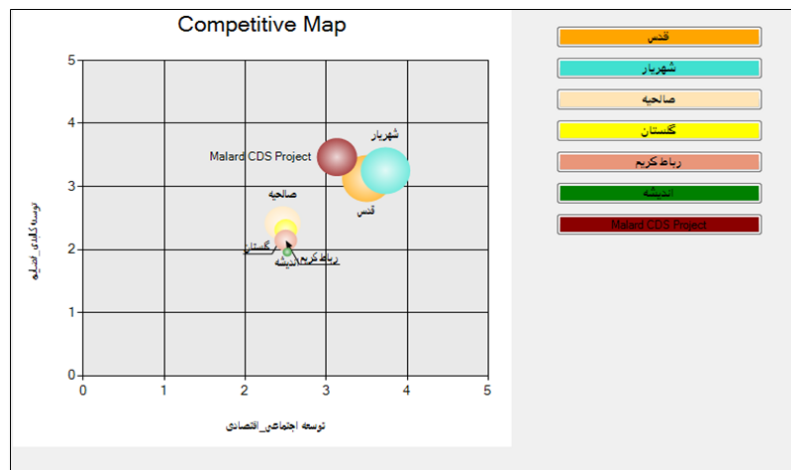 Competitive Map
5
4
3
2
1
0
0
1
2
3
4
5
Malard CDS Project
شهریار
قدس
صالحیه
گلستان
رباط کریم
اندیشه
توسعه اجتماعی_اقتصادی
توسعه کالبدی_
قدس
شهریار
صالحیه
گلستان
رباط کریم
اندیشه
Malard CDS Project